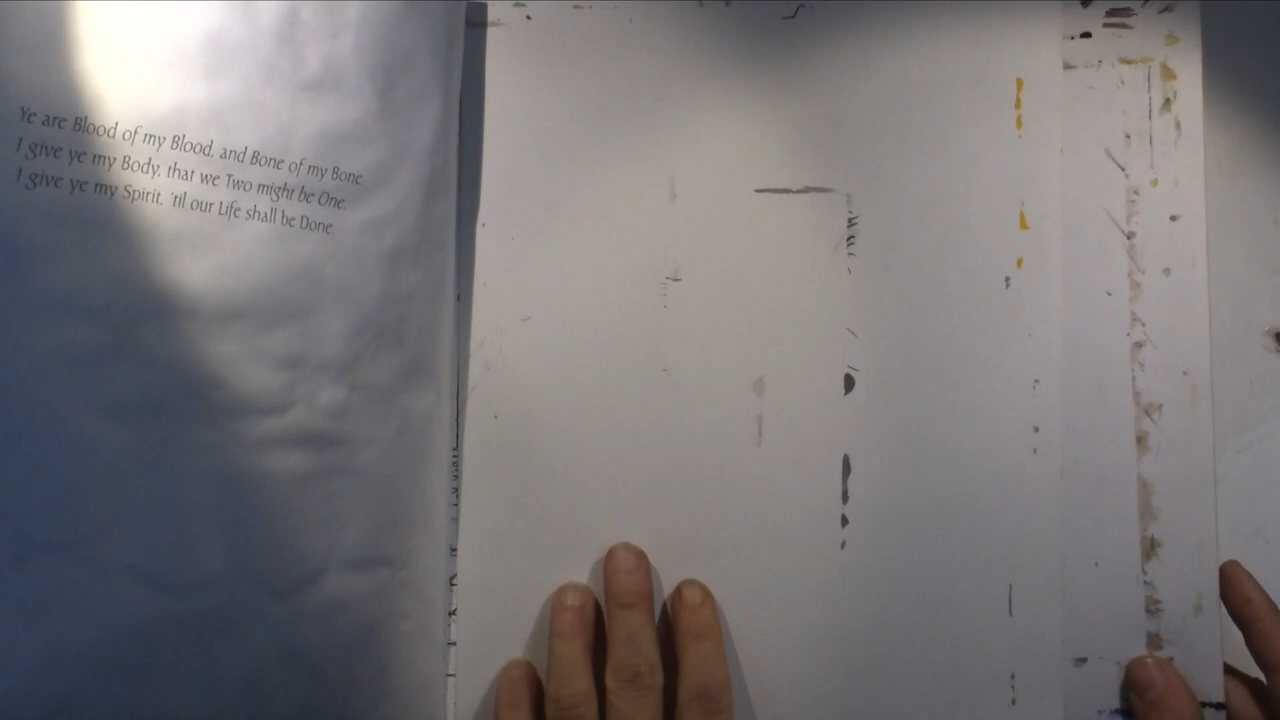 Ye are Blood of my Blood, and Bone of my Bone.
I give ye my Body, that we Two might be One.
I give ye my Spirit, 'til our Life shall be Done.